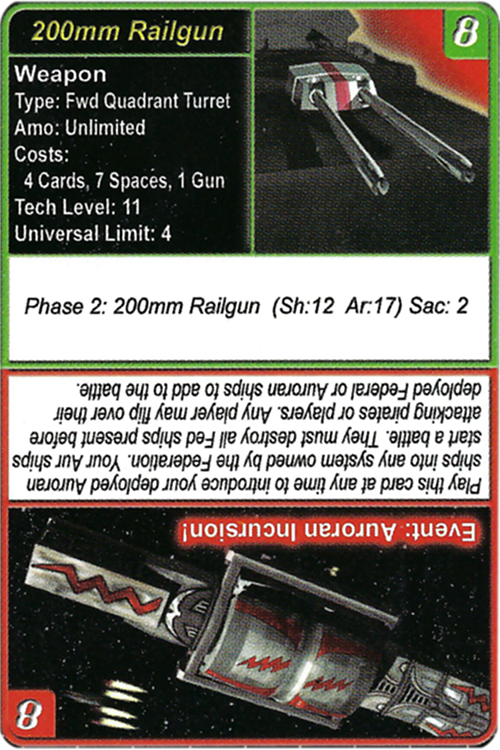 200mm Railgun
8
Weapon
Type: Fwd Quadrant Turret
Amo: Unlimited
Costs:
4 Cards, 7 Spaces, 1 Gun
Tech Level: 11
Universal Limit: 4
Phase 2: 200mm Railgun (Sh:12 Ar:17) Sac: 2
8
Event: Auroran Incursion!
Play this card at any time to introduce your deployed Auroran
ships into any system owned by the Federation. Your Aur ships
start a battle. They must destroy all Fed ships present before
attacking pirates or players. Any player may flip over their
deployed Federal or Auroran ships to add to the battle.